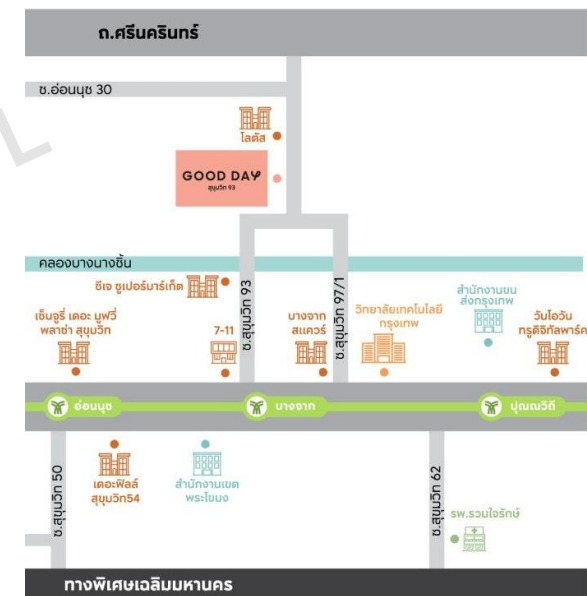 ถ.ศรีนครินทร์
ซ.อ่อนนุช 30
โลตัส
GOOD DAY
สุขุมวิท 93
คลองบางนางชิ้น
ซีเจ ซูเปอร์มาร์เก็ต
ซ.สุขุมวิท 93
ซ.สุขุมวิท 97/1
เซ็นจูรี่ เดอะ มูฟวี่
พลาซ่า สุขุมวิท
7-11
บางจาก
สแควร์
วิทยาลัยเทคโนโลยี
กรุงเทพ
สำนักงานขน
ส่งกรุงเทพ
วันโอวัน
ทรูดิจิทัลพาร์ค
อ่อนนุช
บางจาก
ปุณณวิถี
ซ.สุขุมวิท 50
เดอะฟิลล์
สุขุมวิท54
สำนักงานเขต
พระโขนง
ซ.สุขุมวิท 62
รพ.รวมใจรักษ์
ทางพิเศษเฉลิมมหานคร